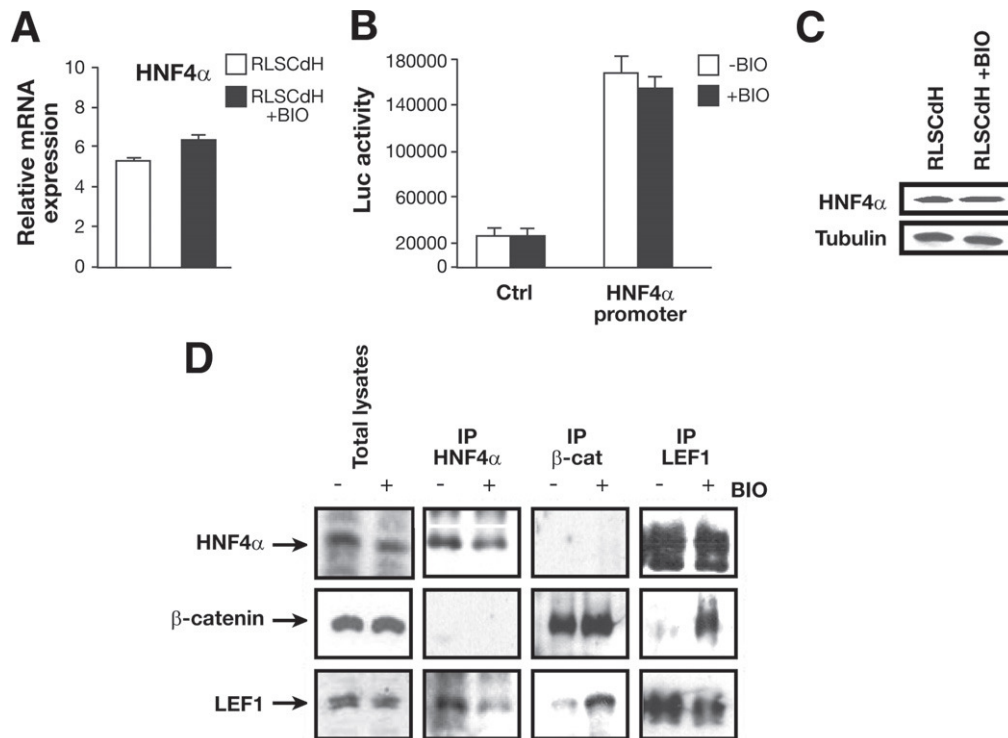 A
HNF4α
RLSCdH
RLSCdH
+BIO
Relative mRNA
expression
10
8
6
4
2
0
B
-BIO
+BIO
Luc activity
180000
140000
100000
60000
20000
0
Ctrl
HNF4α
promoter
C
RLSCdH
RLSCdH +BIO
HNF4α
Tubulin
D
Total lysates
IP
HNF4α
IP
β-cat
IP
LEF1
- + - + - + - + BIO
HNF4α
β-catenin
LEF1